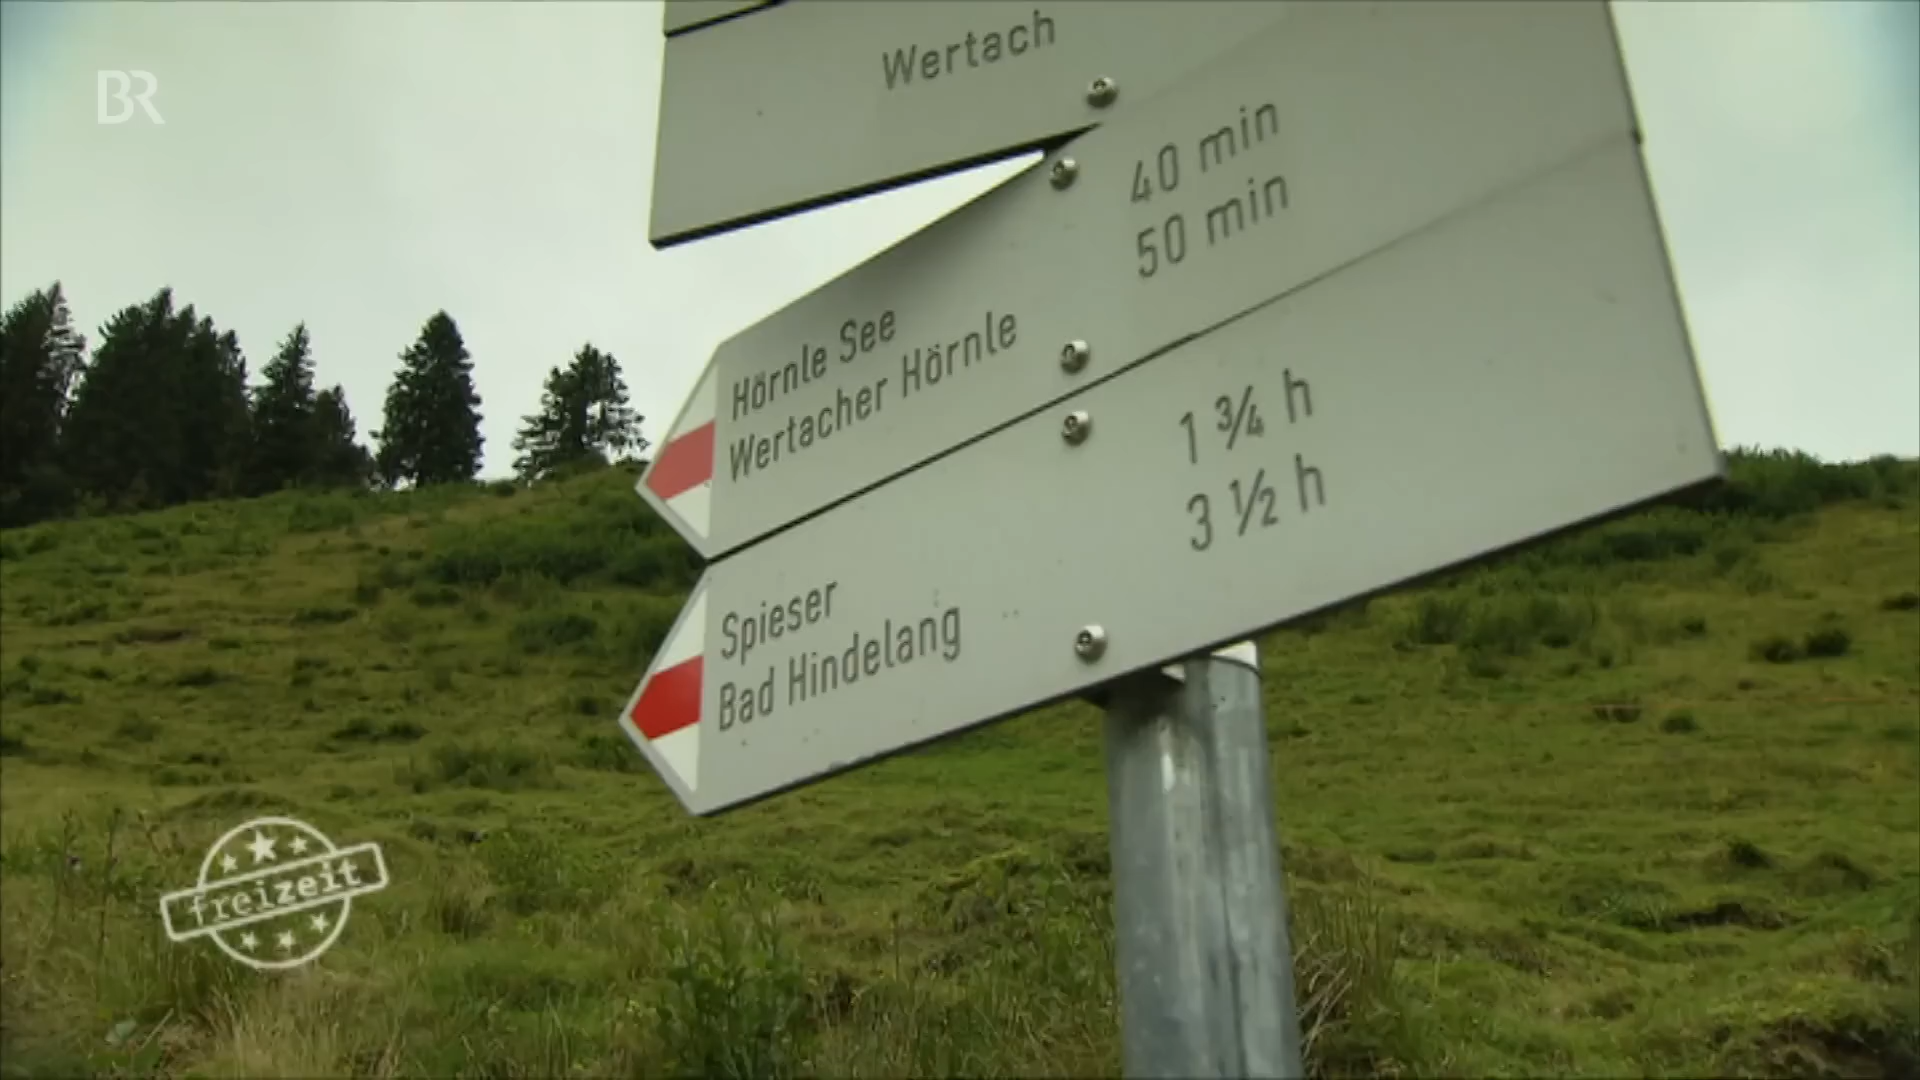 BR
Wertach
Hörnle See 40 min
Wertacher Hörnle 50 min
Spieser 1 ¾ h
Bad Hindelang 3 ½ h
freizeit